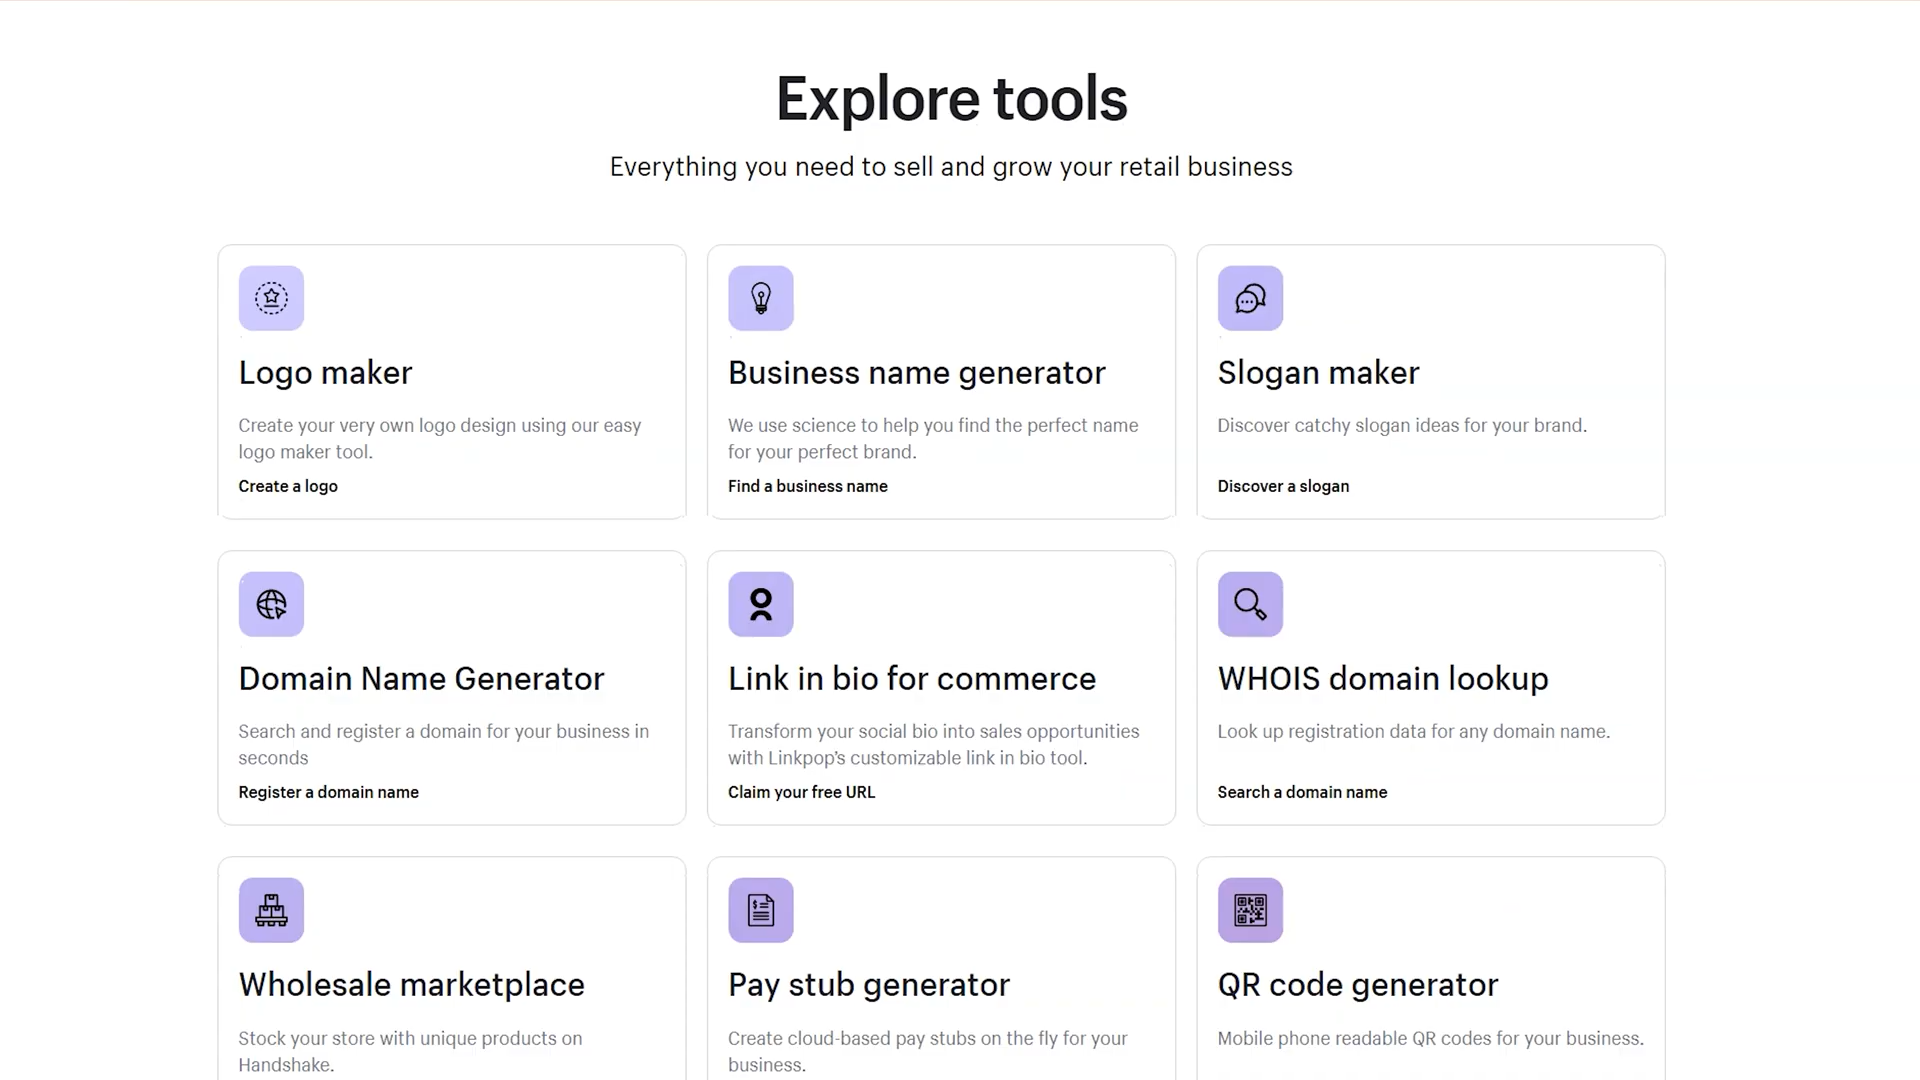 Explore tools
Everything you need to sell and grow your retail business
Logo maker
Create your very own logo design using our easy
logo maker tool.
Create a logo
Business name generator
We use science to help you find the perfect name
for your perfect brand.
Find a business name
Slogan maker
Discover catchy slogan ideas for your brand.
Discover a slogan
Domain Name Generator
Search and register a domain for your business in
seconds
Register a domain name
Link in bio for commerce
Transform your social bio into sales opportunities
with Linkpop’s customizable link in bio tool.
Claim your free URL
WHOIS domain lookup
Look up registration data for any domain name.
Search a domain name
Wholesale marketplace
Stock your store with unique products on
Handshake.
Pay stub generator
Create cloud-based pay stubs on the fly for your
business.
QR code generator
Mobile phone readable QR codes for your business.